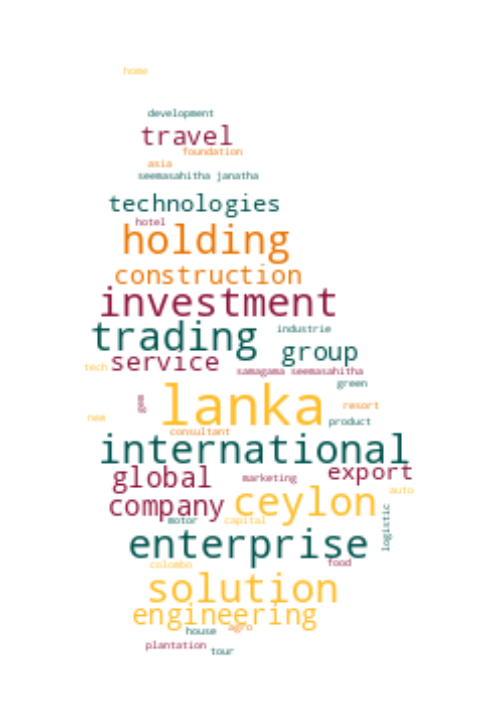 home
development
travel
foundation
asia
seemasahitha janatha
technologies
hotel
holding
construction
investment
trading
industrie
group
service
tech
samagama seemasahitha
green
lanka
gem
resort
new
product
consultant
international
global
marketing
export
auto
company
ceylon
motor
capital
logistic
enterprise
food
colombo
solution
engineering
house
agro
plantation
tour